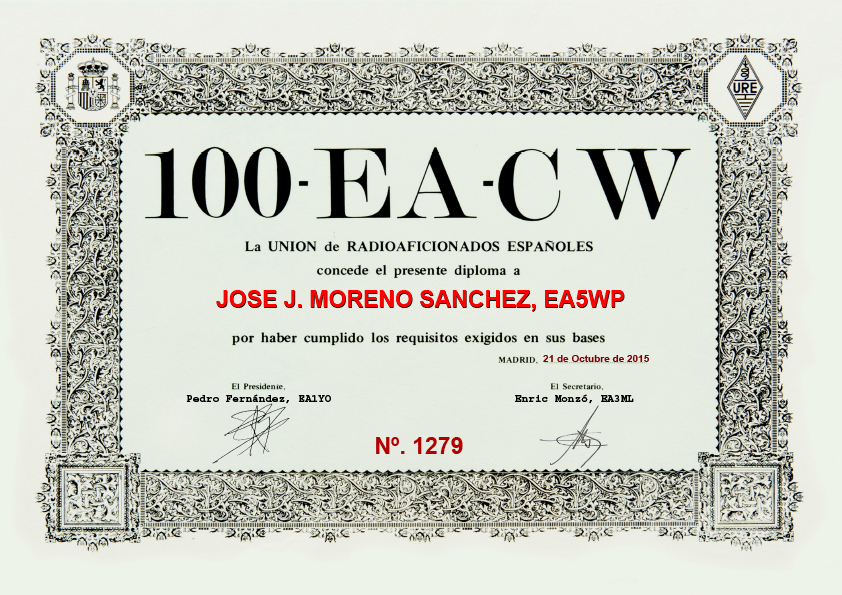 URE
100-EA-CW
La UNION de RADIOAFICIONADOS ESPAÑOLES
concede el presente diploma a
JOSE J. MORENO SANCHEZ, EA5WP
por haber cumplido los requisitos exigidos en sus bases
MADRID, 21 de Octubre de 2015
El Presidente,
Pedro Fernández, EA1YO
El Secretario,
Enric Monzó, EA3ML
Nº. 1279